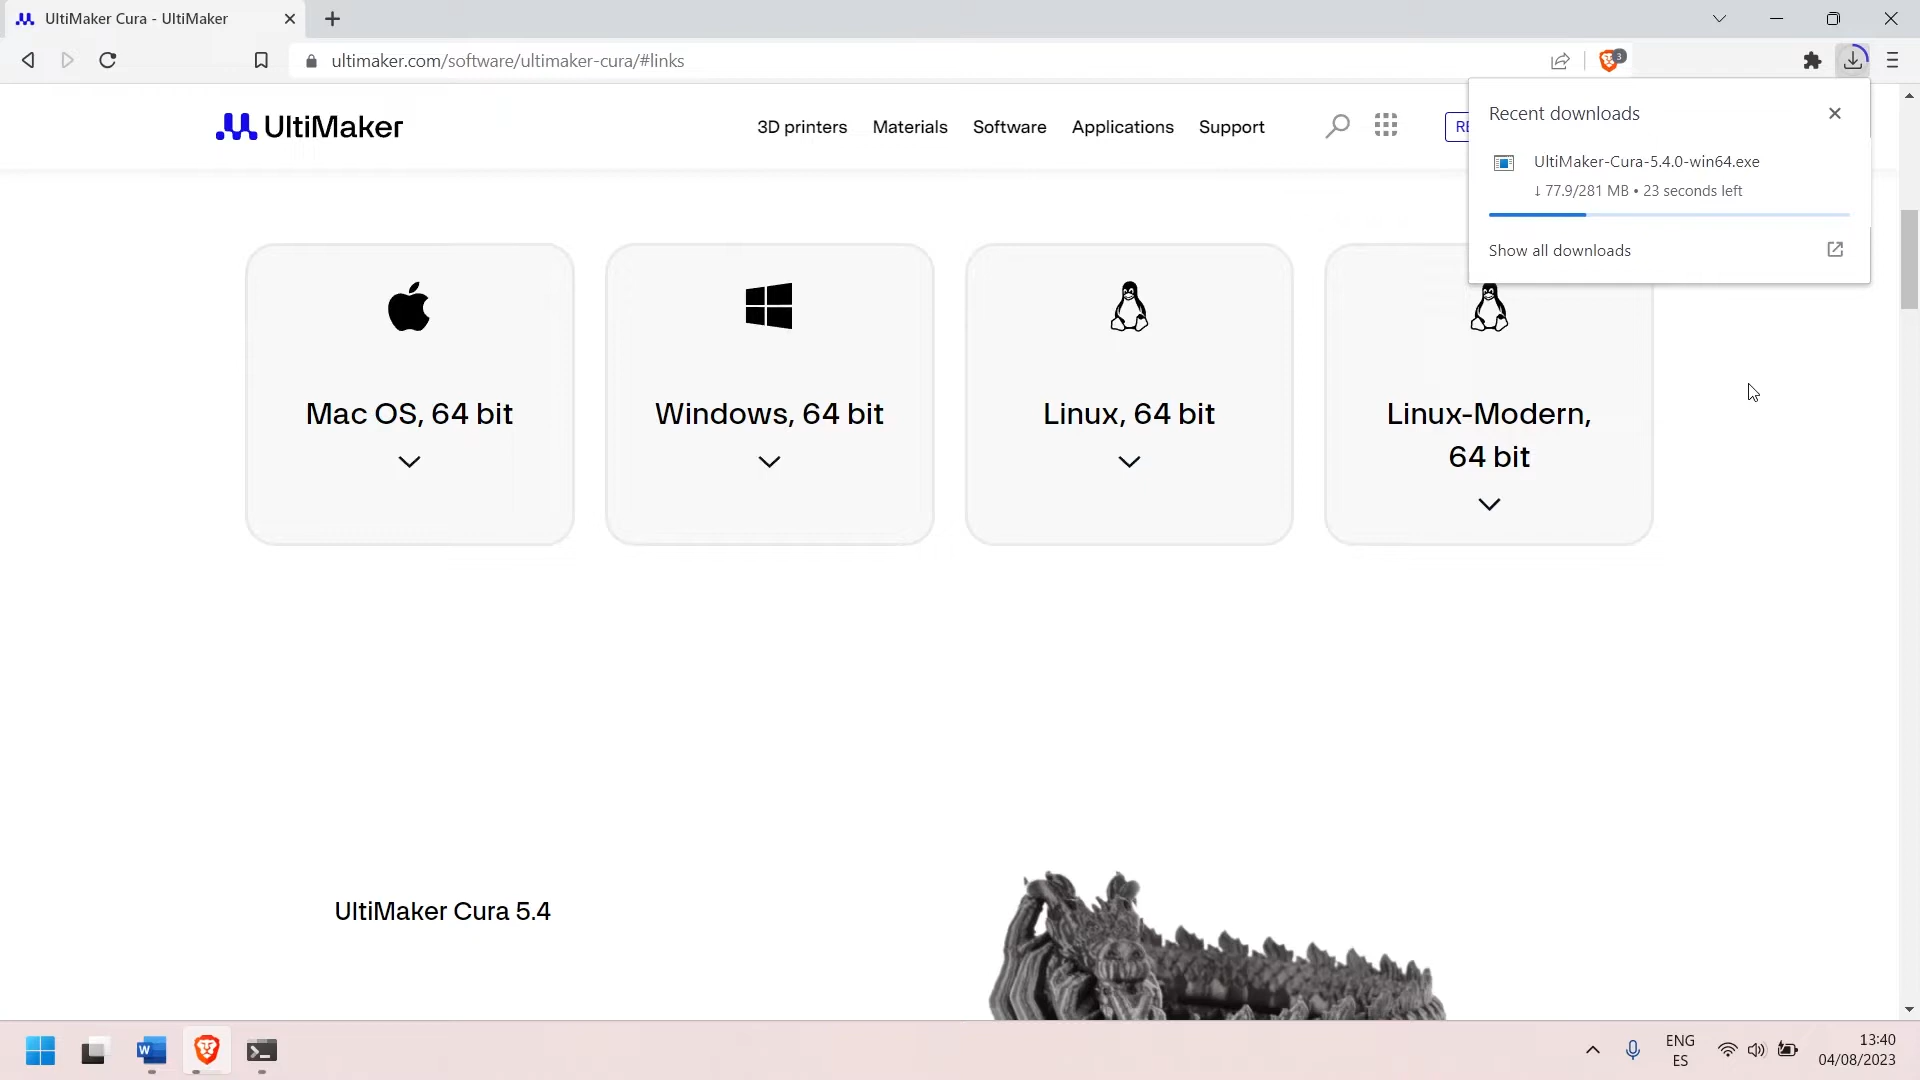 UltiMaker Cura - UltiMaker
ultimaker.com/software/ultimaker-cura/#links
3
UltiMaker
3D printers
Materials
Software
Applications
Support
RE
Recent downloads
UltiMaker-Cura-5.4.0-win64.exe
↓ 77.9/281 MB • 23 seconds left
Show all downloads
Mac OS, 64 bit
Windows, 64 bit
Linux, 64 bit
Linux-Modern,
64 bit
UltiMaker Cura 5.4
W
ENG
ES
13:40
04/08/2023